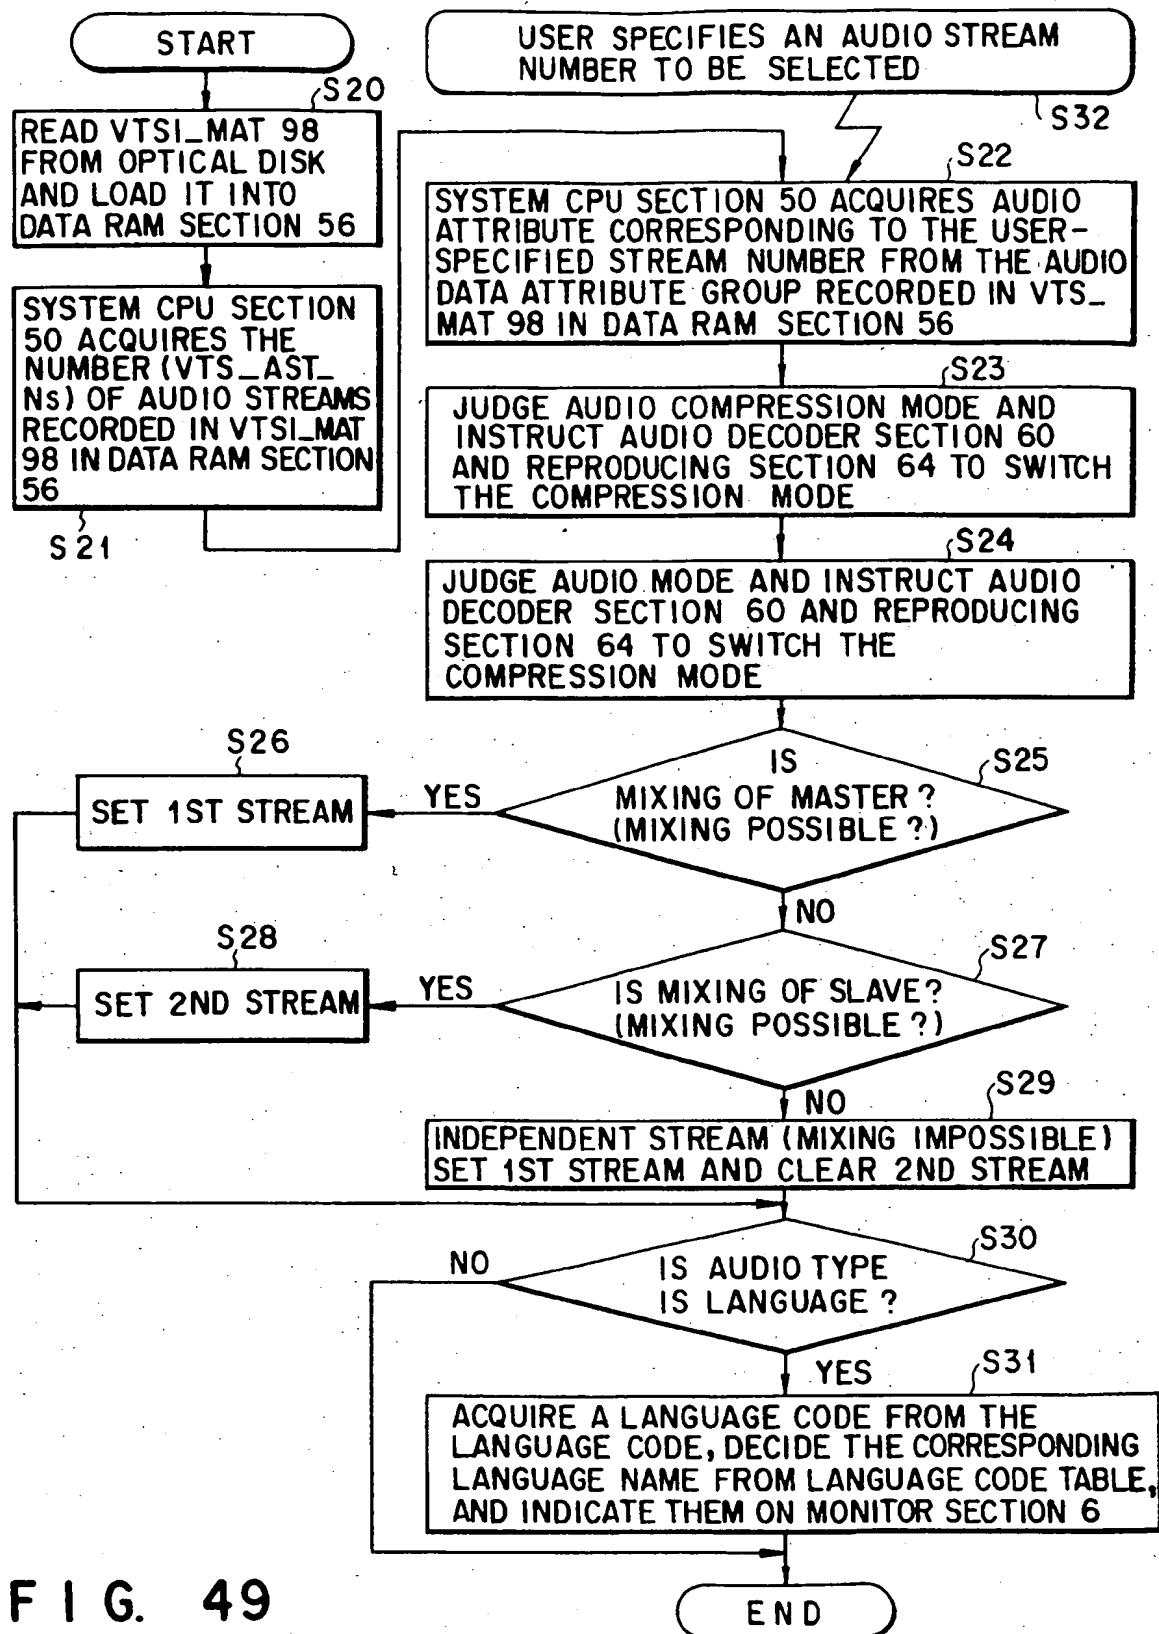 START
S20
READ VTSI_MAT 98
FROM OPTICAL DISK
AND LOAD IT INTO
DATA RAM SECTION 56
SYSTEM CPU SECTION
50 ACQUIRES THE
NUMBER (VTS_AST_
Ns) OF AUDIO STREAMS
RECORDED IN VTSI_MAT
98 IN DATA RAM SECTION
56
S21
USER SPECIFIES AN AUDIO STREAM
NUMBER TO BE SELECTED
S32
S22
SYSTEM CPU SECTION 50 ACQUIRES AUDIO
ATTRIBUTE CORRESPONDING TO THE USER-
SPECIFIED STREAM NUMBER FROM THE AUDIO
DATA ATTRIBUTE GROUP RECORDED IN VTS_
MAT 98 IN DATA RAM SECTION 56
S23
JUDGE AUDIO COMPRESSION MODE AND
INSTRUCT AUDIO DECODER SECTION 60
AND REPRODUCING SECTION 64 TO SWITCH
THE COMPRESSION MODE
S24
JUDGE AUDIO MODE AND INSTRUCT AUDIO
DECODER SECTION 60 AND REPRODUCING
SECTION 64 TO SWITCH THE
COMPRESSION MODE
S25
IS
MIXING OF MASTER?
(MIXING POSSIBLE?)
YES
S26
SET 1ST STREAM
NO
S27
IS MIXING OF SLAVE?
(MIXING POSSIBLE?)
YES
S28
SET 2ND STREAM
NO
S29
INDEPENDENT STREAM (MIXING IMPOSSIBLE)
SET 1ST STREAM AND CLEAR 2ND STREAM
S30
IS AUDIO TYPE
IS LANGUAGE?
NO
YES
S31
ACQUIRE A LANGUAGE CODE FROM THE
LANGUAGE CODE, DECIDE THE CORRESPONDING
LANGUAGE NAME FROM LANGUAGE CODE TABLE,
AND INDICATE THEM ON MONITOR SECTION 6
END
FIG. 49